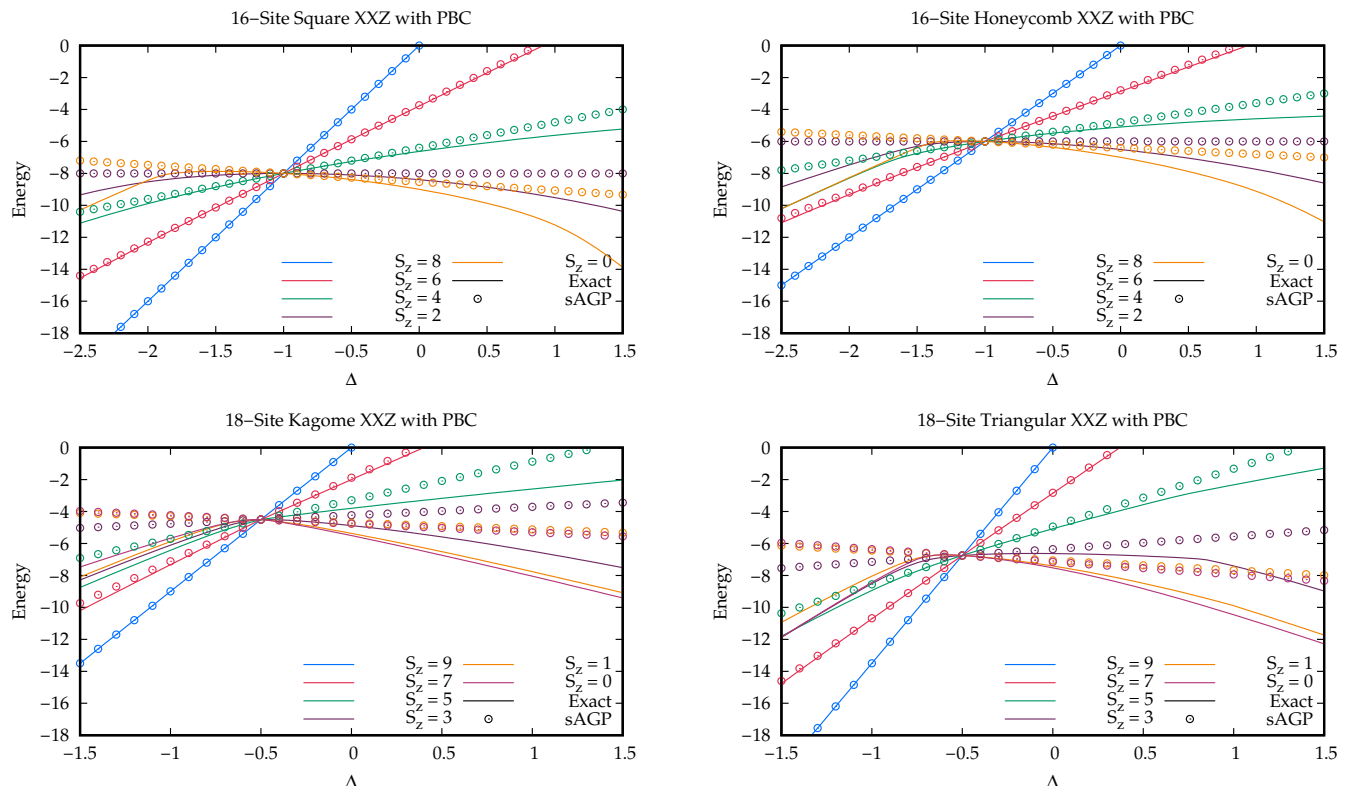 16−Site Square XXZ with PBC
Energy
0
−2
−4
−6
−8
−10
−12
−14
−16
−18
−2.5 −2 −1.5 −1 −0.5 0 0.5 1 1.5
Δ
S_z = 8
S_z = 6
S_z = 4
S_z = 2
S_z = 0
Exact
sAGP
16−Site Honeycomb XXZ with PBC
Energy
0
−2
−4
−6
−8
−10
−12
−14
−16
−18
−2.5 −2 −1.5 −1 −0.5 0 0.5 1 1.5
Δ
S_z = 8
S_z = 6
S_z = 4
S_z = 2
S_z = 0
Exact
sAGP
18−Site Kagome XXZ with PBC
Energy
0
−2
−4
−6
−8
−10
−12
−14
−16
−18
−1.5 −1 −0.5 0 0.5 1 1.5
Δ
S_z = 9
S_z = 7
S_z = 5
S_z = 3
S_z = 1
S_z = 0
Exact
sAGP
18−Site Triangular XXZ with PBC
Energy
0
−2
−4
−6
−8
−10
−12
−14
−16
−18
−1.5 −1 −0.5 0 0.5 1 1.5
Δ
S_z = 9
S_z = 7
S_z = 5
S_z = 3
S_z = 1
S_z = 0
Exact
sAGP